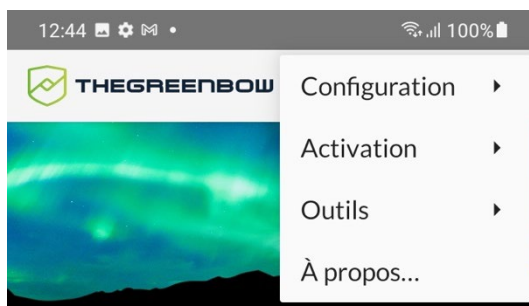 12:44 100%
THEGREENBOW
Configuration
Activation
Outils
À propos...